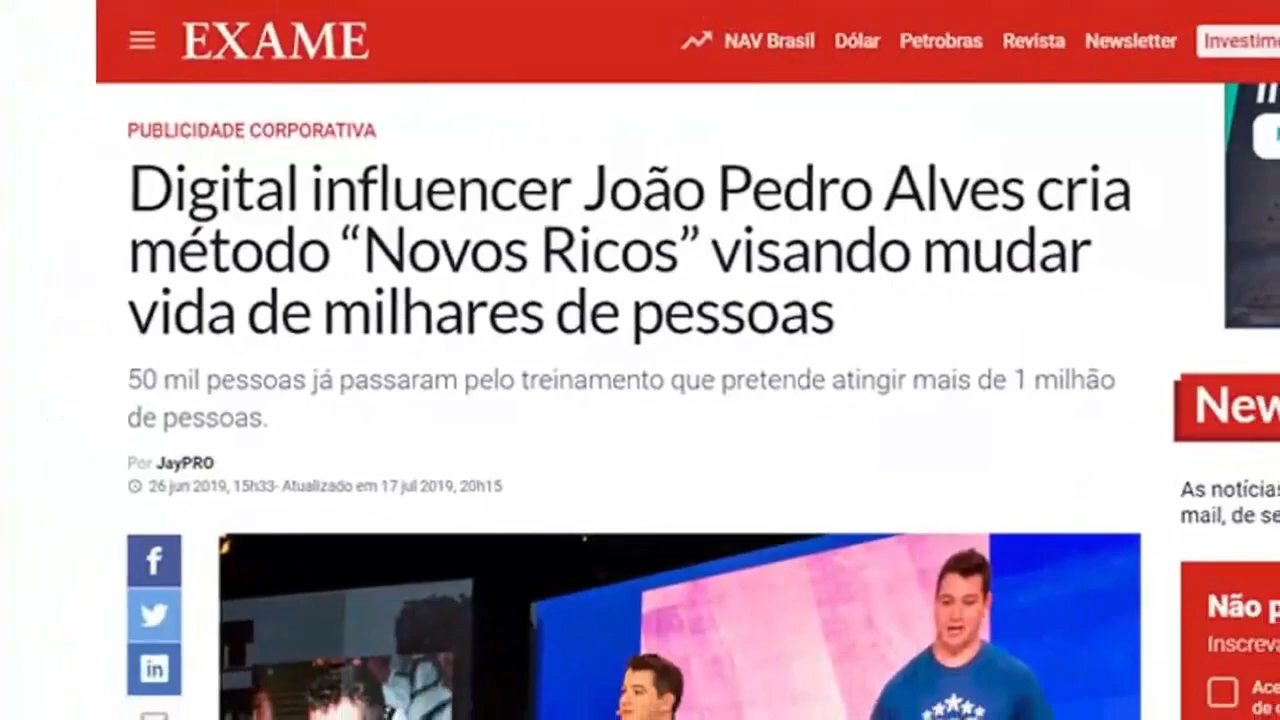 EXAME
NAV Brasil Dólar Petrobras Revista Newsletter
PUBLICIDADE CORPORATIVA
Digital influencer João Pedro Alves cria
método “Novos Ricos” visando mudar
vida de milhares de pessoas
50 mil pessoas já passaram pelo treinamento que pretende atingir mais de 1 milhão
de pessoas.
Por JayPRO
26 jun 2019, 15h33- Atualizado em 17 jul 2019, 20h15
As
mail, de
Não